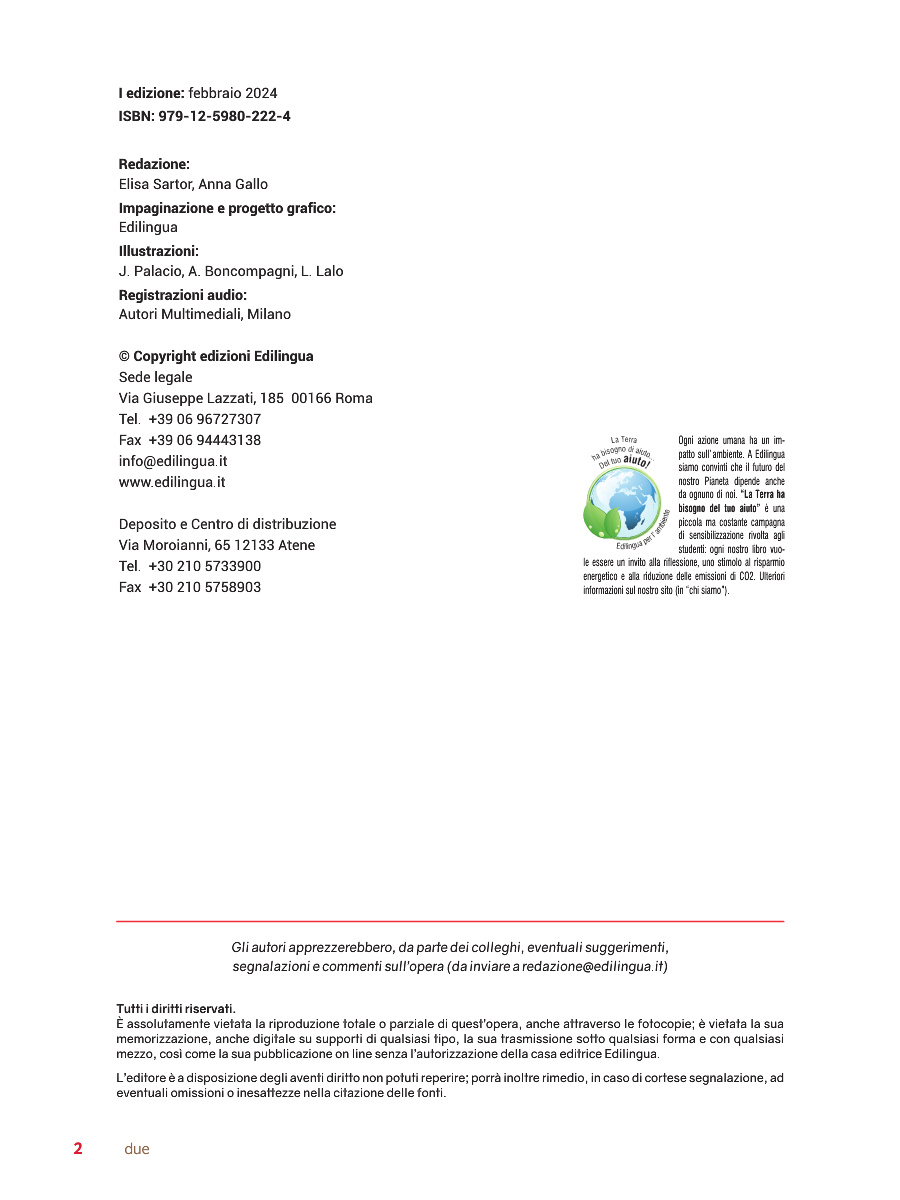 I edizione: febbraio 2024
ISBN: 979-12-5980-222-4
Redazione:
Elisa Sartor, Anna Gallo
Impaginazione e progetto grafico:
Edilingua
Illustrazioni:
J. Palacio, A. Boncompagni, L. Lalo
Registrazioni audio:
Autori Multimediali, Milano
© Copyright edizioni Edilingua
Sede legale
Via Giuseppe Lazzati, 185 00166 Roma
Tel. +39 06 96727307
Fax +39 06 94443138
info@edilingua.it
www.edilingua.it
Deposito e Centro di distribuzione
Via Moroianni, 65 12133 Atene
Tel. +30 210 5733900
Fax +30 210 5758903
La Terra
ha bisogno di aiuto...
Del tuo aiuto!
Edilingua per l'ambiente
Ogni azione umana ha un im-
patto sull'ambiente. A Edilingua
siamo convinti che il futuro del
nostro Pianeta dipende anche
da ognuno di noi. "La Terra ha
bisogno del tuo aiuto" è una
piccola ma costante campagna
di sensibilizzazione rivolta agli
studenti: ogni nostro libro vuo-
le essere un invito alla riflessione, uno stimolo al risparmio
energetico e alla riduzione delle emissioni di CO2. Ulteriori
informazioni sul nostro sito (in "chi siamo").
Gli autori apprezzerebbero, da parte dei colleghi, eventuali suggerimenti,
segnalazioni e commenti sull'opera (da inviare a redazione@edilingua.it)
Tutti i diritti riservati.
È assolutamente vietata la riproduzione totale o parziale di quest'opera, anche attraverso le fotocopie; è vietata la sua
memorizzazione, anche digitale su supporti di qualsiasi tipo, la sua trasmissione sotto qualsiasi forma e con qualsiasi
mezzo, così come la sua pubblicazione on line senza l'autorizzazione della casa editrice Edilingua.
L'editore è a disposizione degli aventi diritto non potuti reperire; porrà inoltre rimedio, in caso di cortese segnalazione, ad
eventuali omissioni o inesattezze nella citazione delle fonti.
2 due